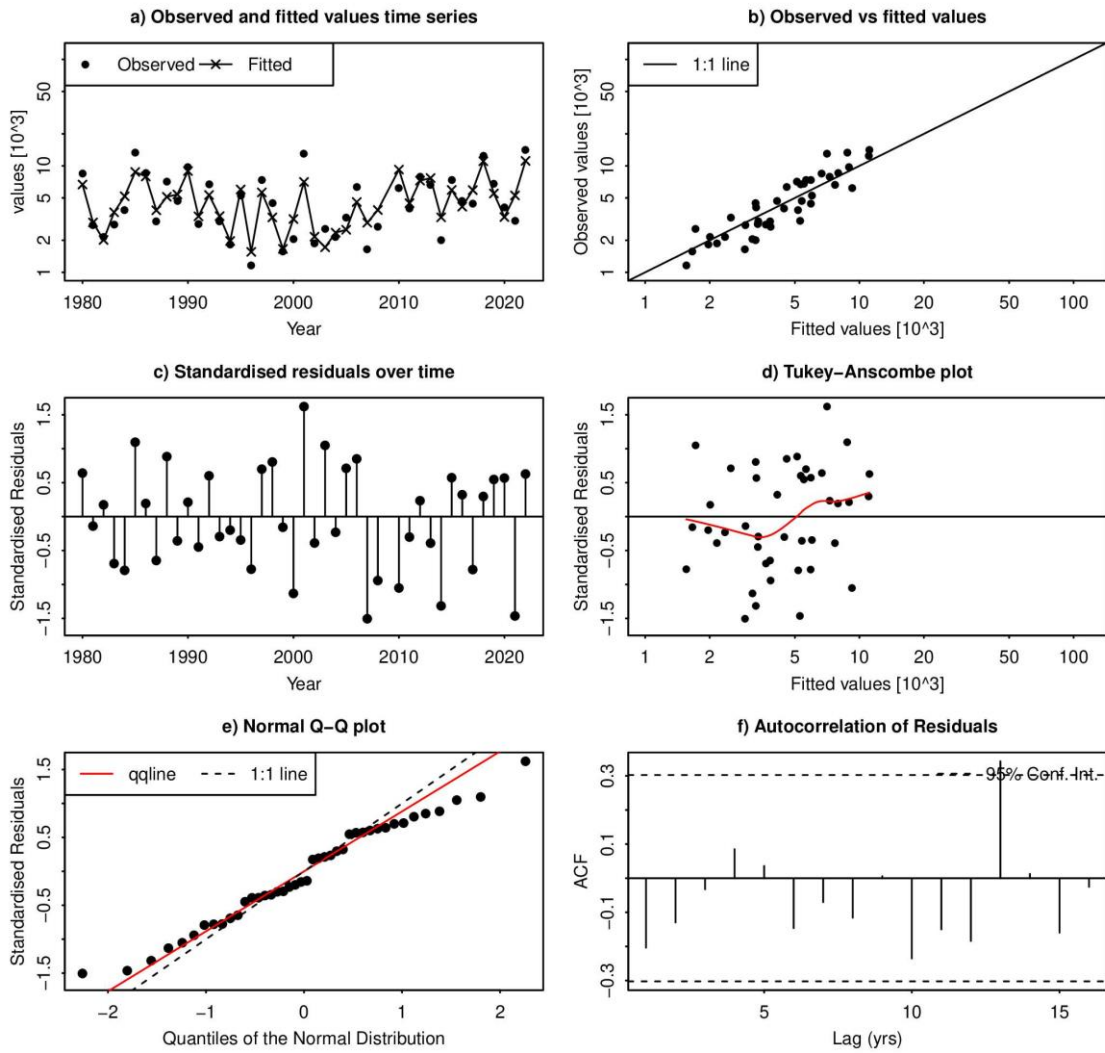 a) Observed and fitted values time series
Observed
Fitted
values [10^3]
50
10
5
2
1
1980 1990 2000 2010 2020
Year
b) Observed vs fitted values
1:1 line
Observed values [10^3]
50
10
5
2
1
1 2 5 10 20 50 100
Fitted values [10^3]
c) Standardised residuals over time
Standardised Residuals
1.5
0.5
−0.5
−1.5
1980 1990 2000 2010 2020
Year
d) Tukey−Anscombe plot
Standardised Residuals
1.5
0.5
−0.5
−1.5
1 2 5 10 20 50 100
Fitted values [10^3]
e) Normal Q−Q plot
qqline
1:1 line
Standardised Residuals
1.5
0.5
−0.5
−1.5
−2 −1 0 1 2
Quantiles of the Normal Distribution
f) Autocorrelation of Residuals
95% Conf. Int.
ACF
0.3
0.1
−0.1
−0.3
5 10 15
Lag (yrs)